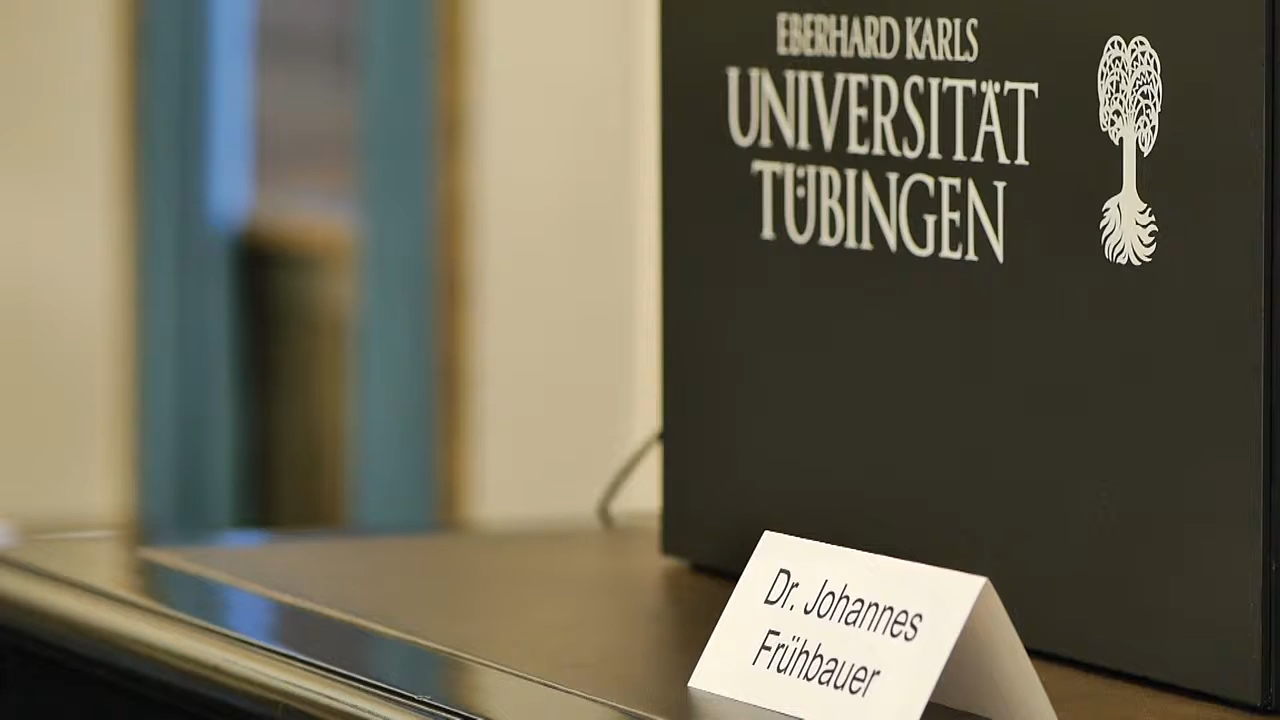 EBERHARD KARLS
UNIVERSITÄT
TÜBINGEN
Dr. Johannes
Frühbauer